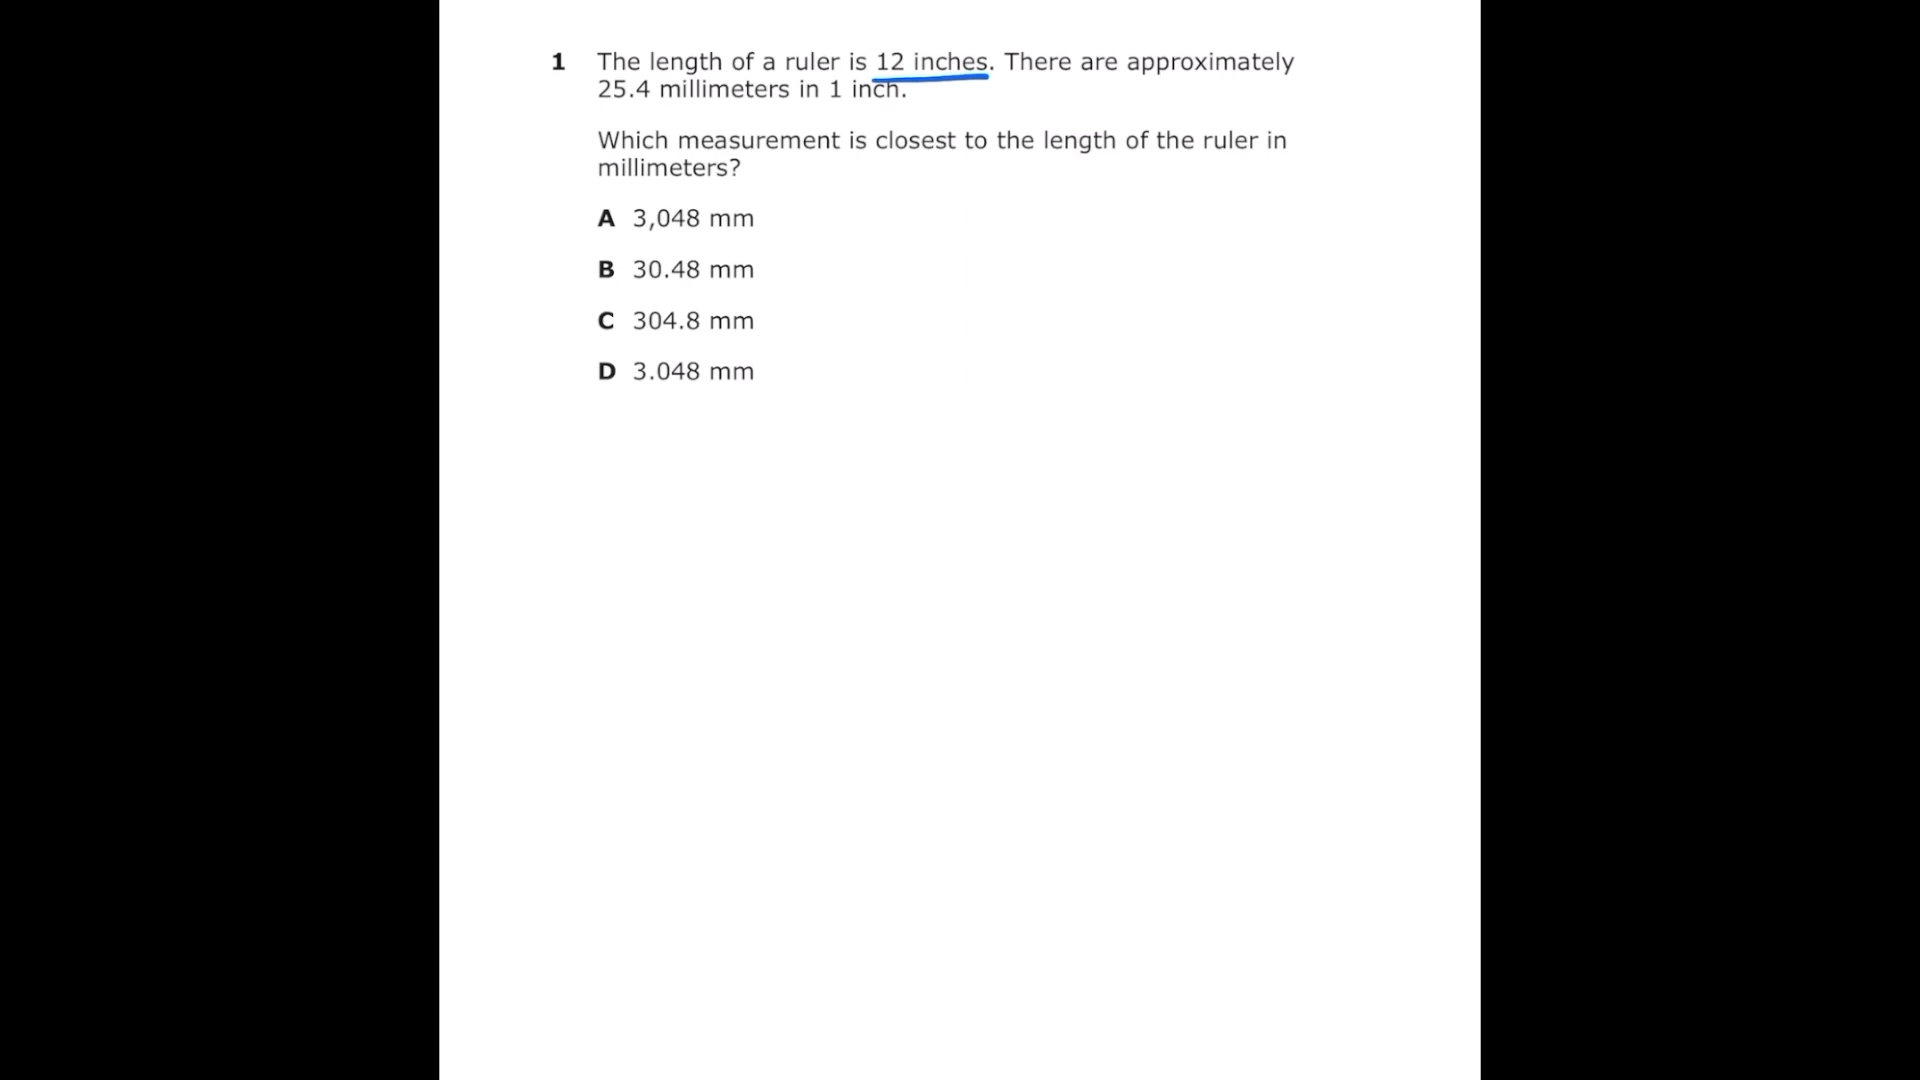 1 The length of a ruler is 12 inches. There are approximately
25.4 millimeters in 1 inch.
Which measurement is closest to the length of the ruler in
millimeters?
A 3,048 mm
B 30.48 mm
C 304.8 mm
D 3.048 mm